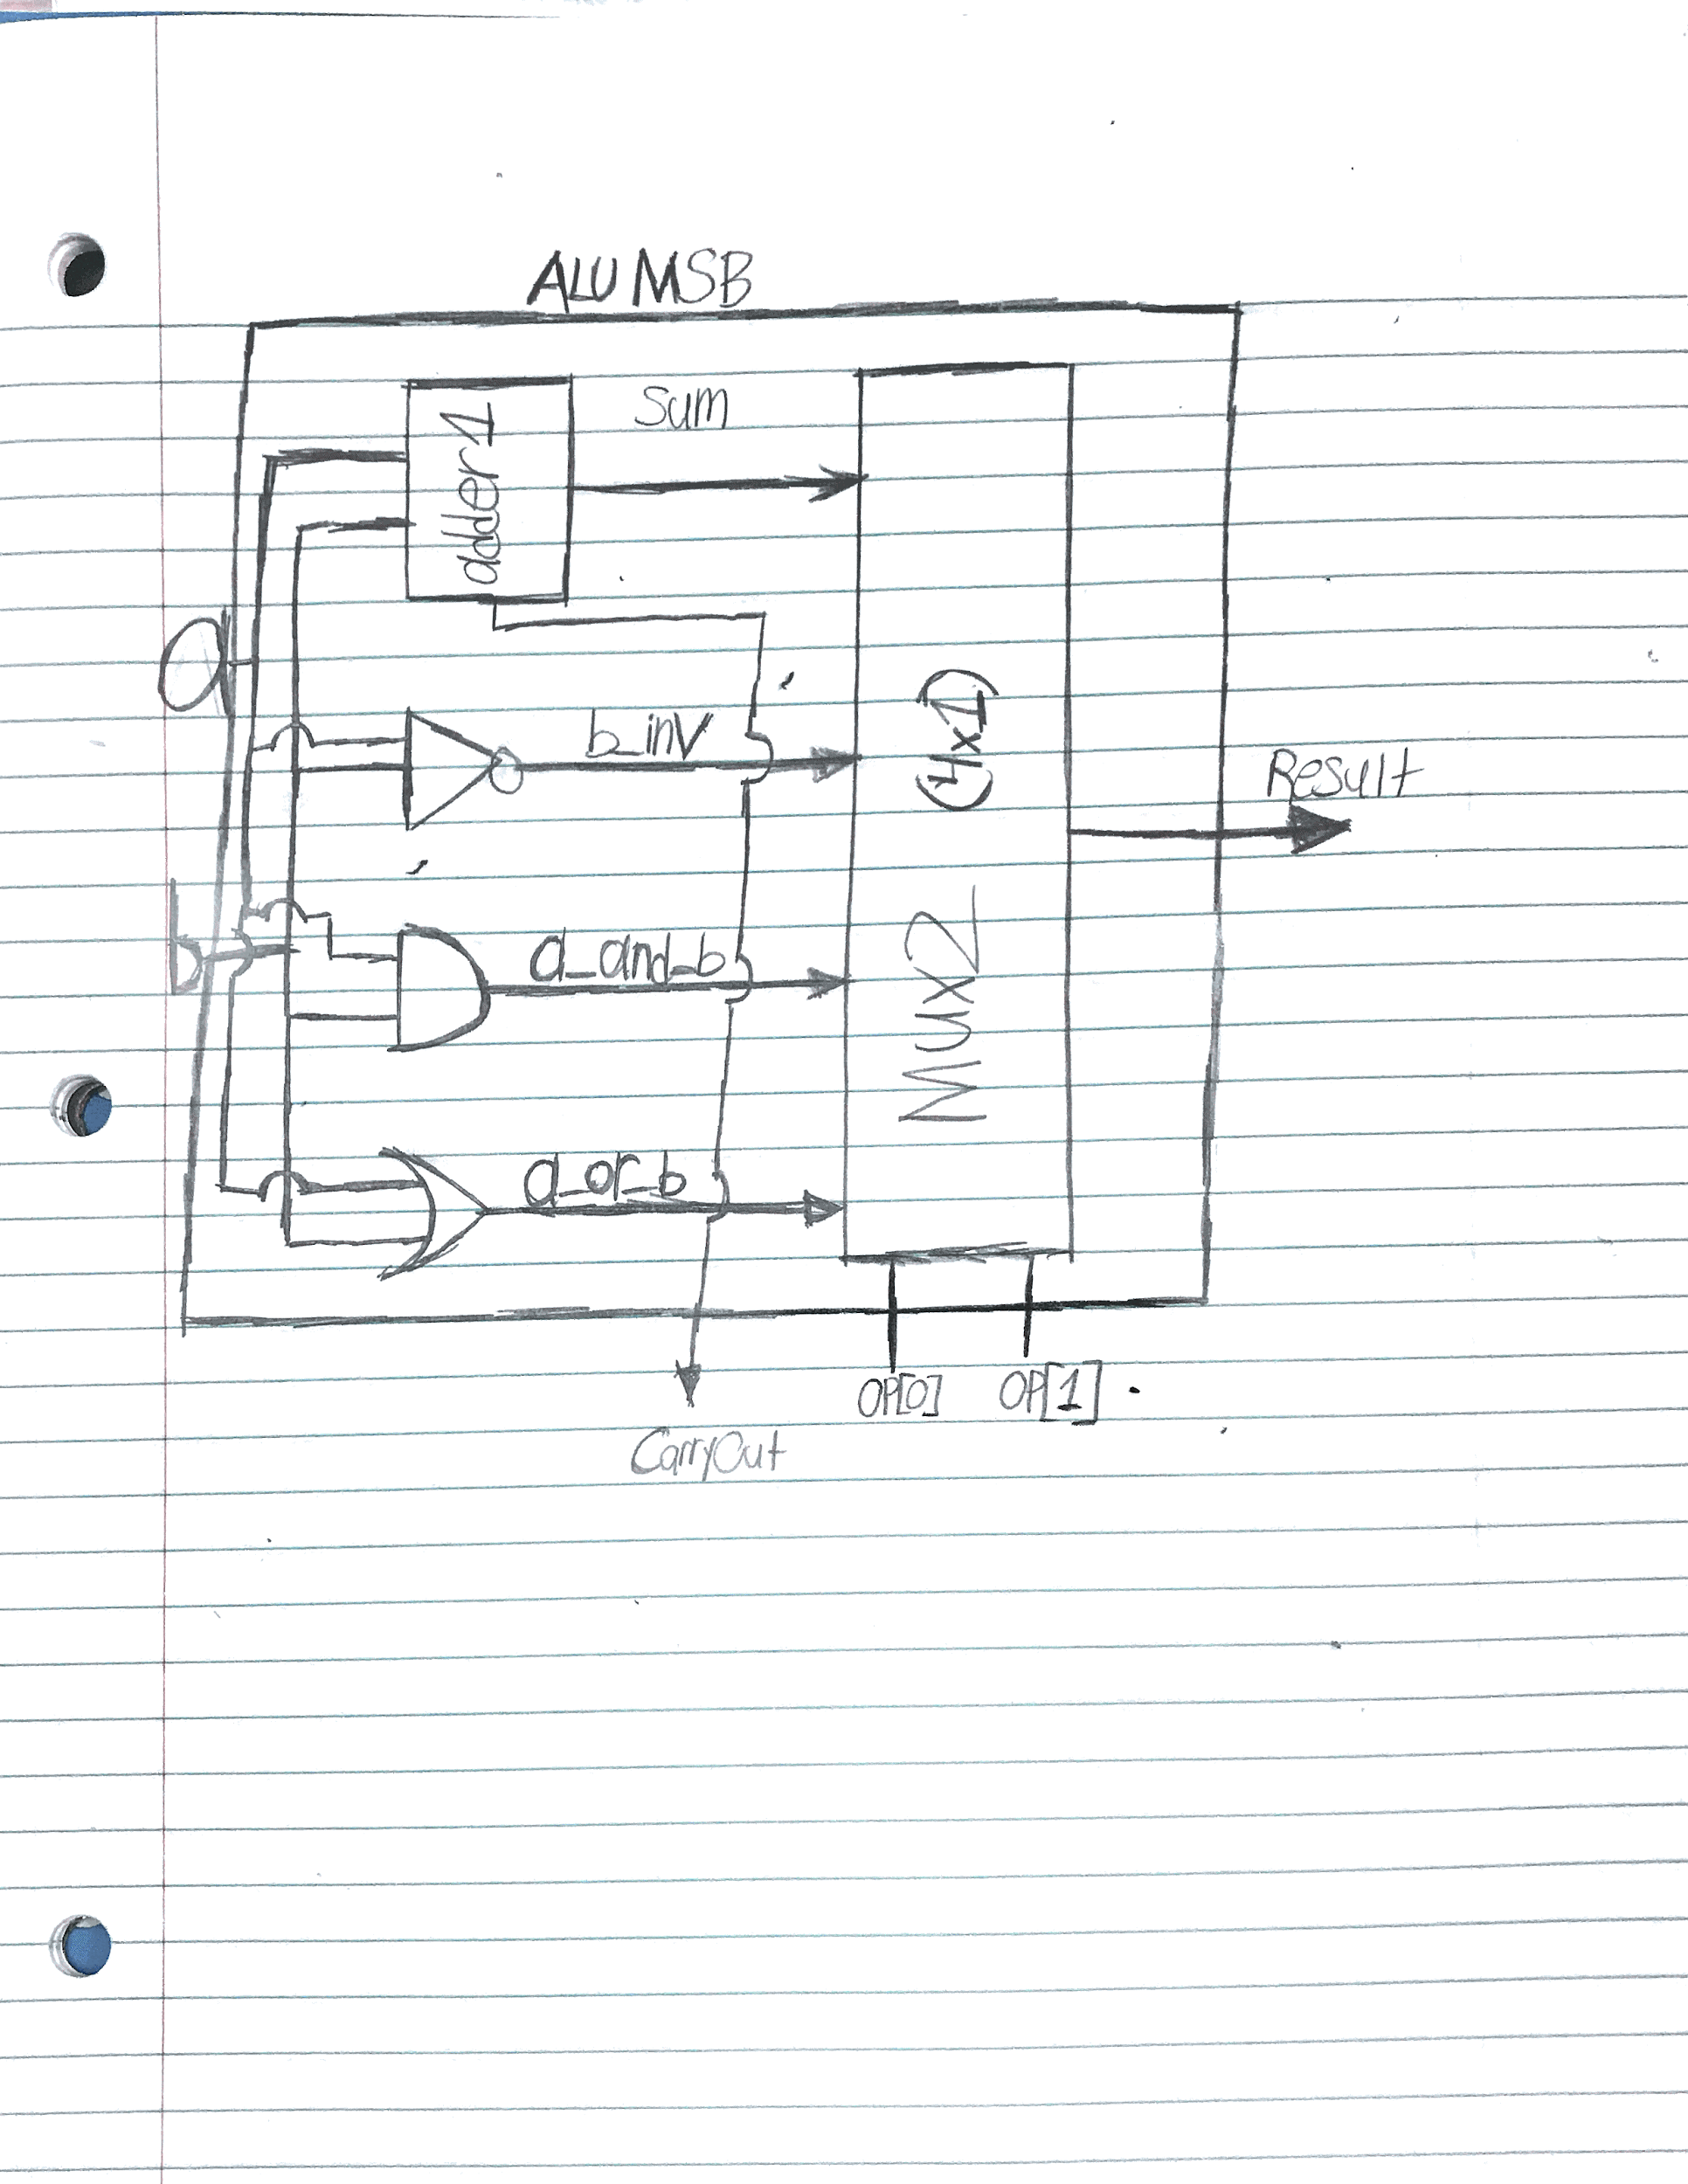 ALU MSB
Sum
adder1
a
b_inv
(4x1)
Result
b
a_and_b
Mux2
a_or_b
OP[0]
OP[1]
CarryOut